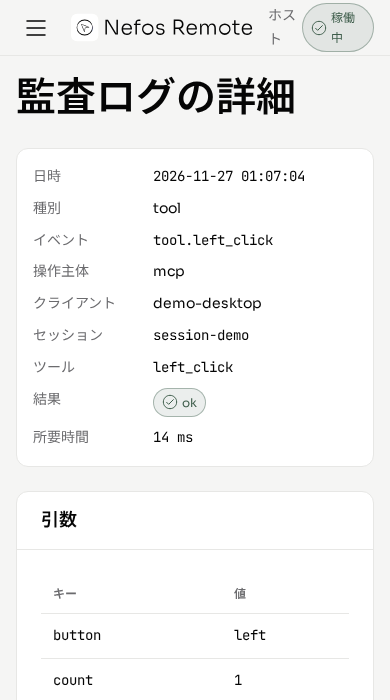 Nefos Remote
ホス
ト
稼働
中
監査ログの詳細
日時 2026-11-27 01:07:04
種別 tool
イベント tool.left_click
操作主体 mcp
クライアント demo-desktop
セッション session-demo
ツール left_click
結果 ok
所要時間 14 ms
引数
キー 値
button left
count 1